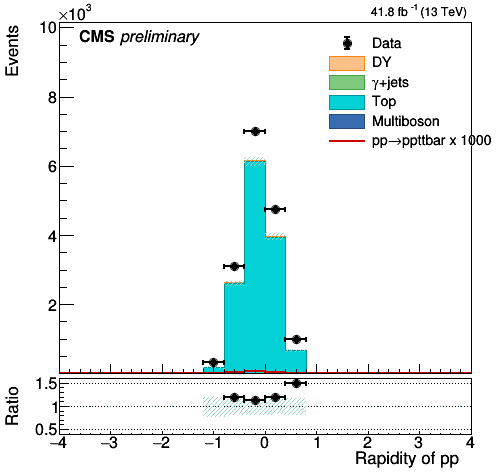 ×10³
41.8 fb⁻¹ (13 TeV)
CMS preliminary
Events
10
8
6
4
2
Data
DY
γ+jets
Top
Multiboson
pp→ppttbar x 1000
Ratio
1.5
1
0.5
−4 −3 −2 −1 0 1 2 3 4
Rapidity of pp